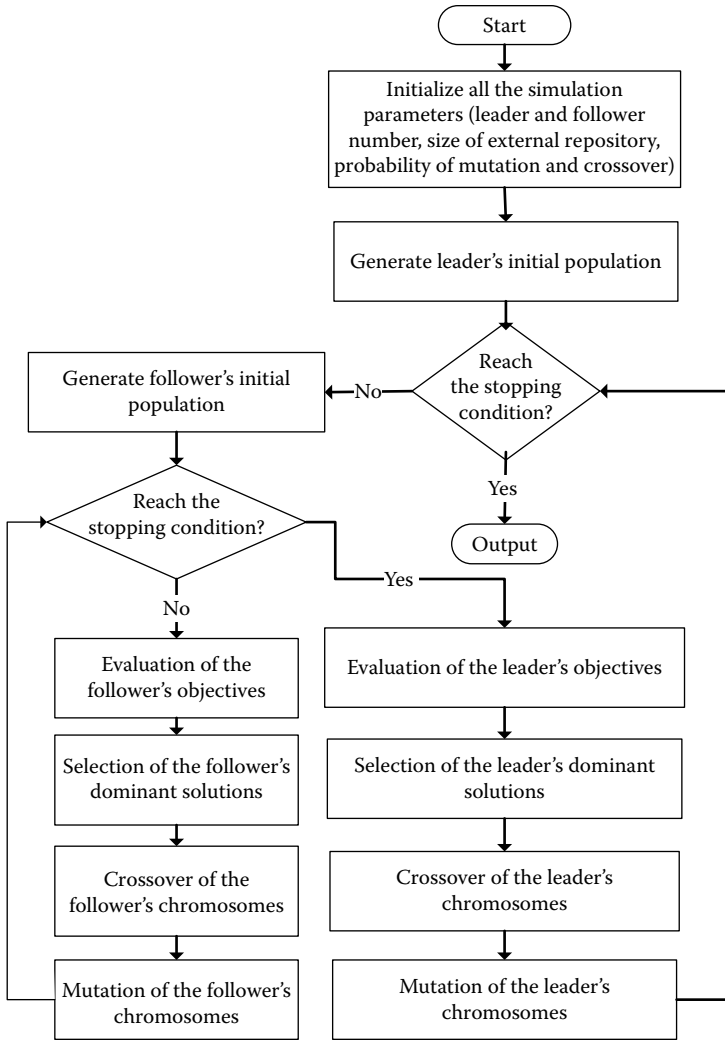 Start
Initialize all the simulation
parameters (leader and follower
number, size of external repository,
probability of mutation and crossover)
Generate leader’s initial population
Reach
the stopping
condition?
No
Generate follower’s initial
population
Yes
Output
Reach the
stopping condition?
Yes
No
Evaluation of the
follower’s objectives
Selection of the follower’s
dominant solutions
Crossover of the
follower’s chromosomes
Mutation of the follower’s
chromosomes
Evaluation of the leader’s objectives
Selection of the leader’s dominant
solutions
Crossover of the leader’s
chromosomes
Mutation of the leader’s
chromosomes